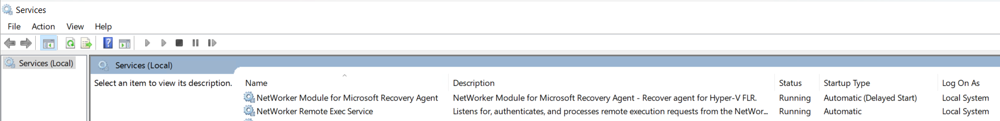 Services
File Action View Help
Services (Local)
Services (Local)
Select an item to view its description.
Name Description Status Startup Type Log On As
NetWorker Module for Microsoft Recovery Agent NetWorker Module for Microsoft Recovery Agent - Recover agent for Hyper-V FLR. Running Automatic (Delayed Start) Local System
NetWorker Remote Exec Service Listens for, authenticates, and processes remote execution requests from the NetWor... Running Automatic Local System